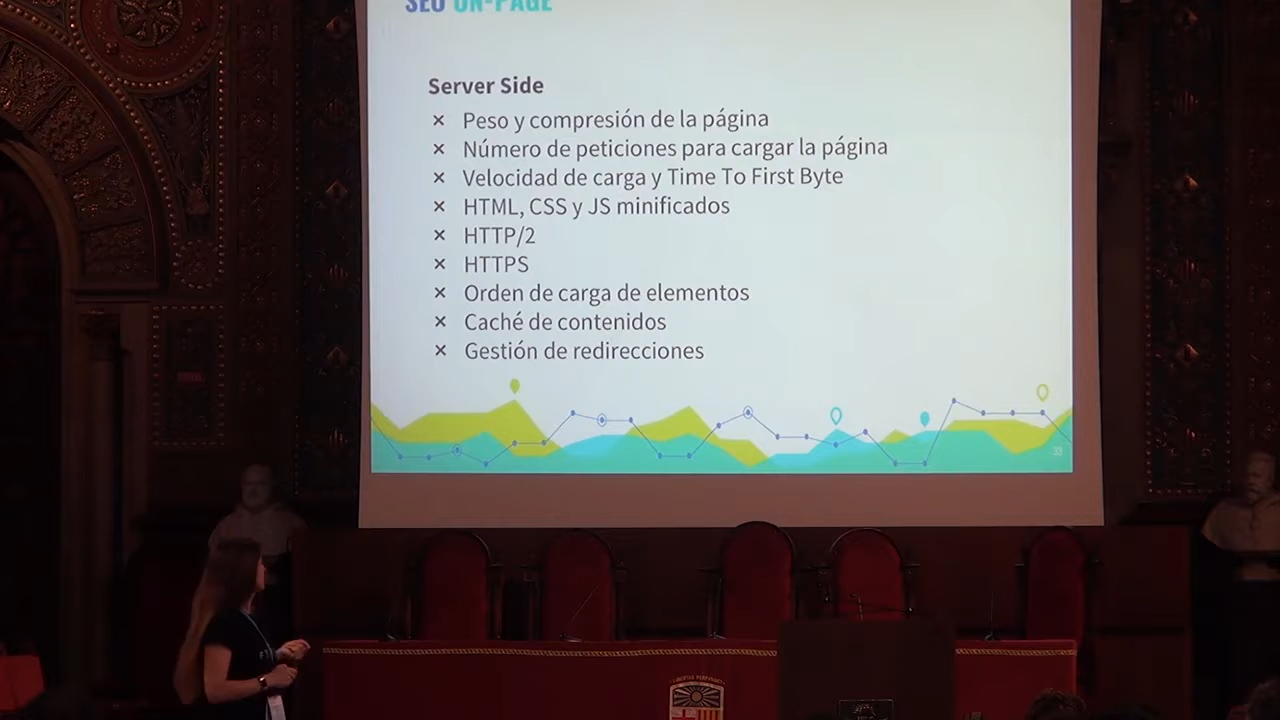 SEO ON-PAGE
Server Side
× Peso y compresión de la página
× Número de peticiones para cargar la página
× Velocidad de carga y Time To First Byte
× HTML, CSS y JS minificados
× HTTP/2
× HTTPS
× Orden de carga de elementos
× Caché de contenidos
× Gestión de redirecciones
33